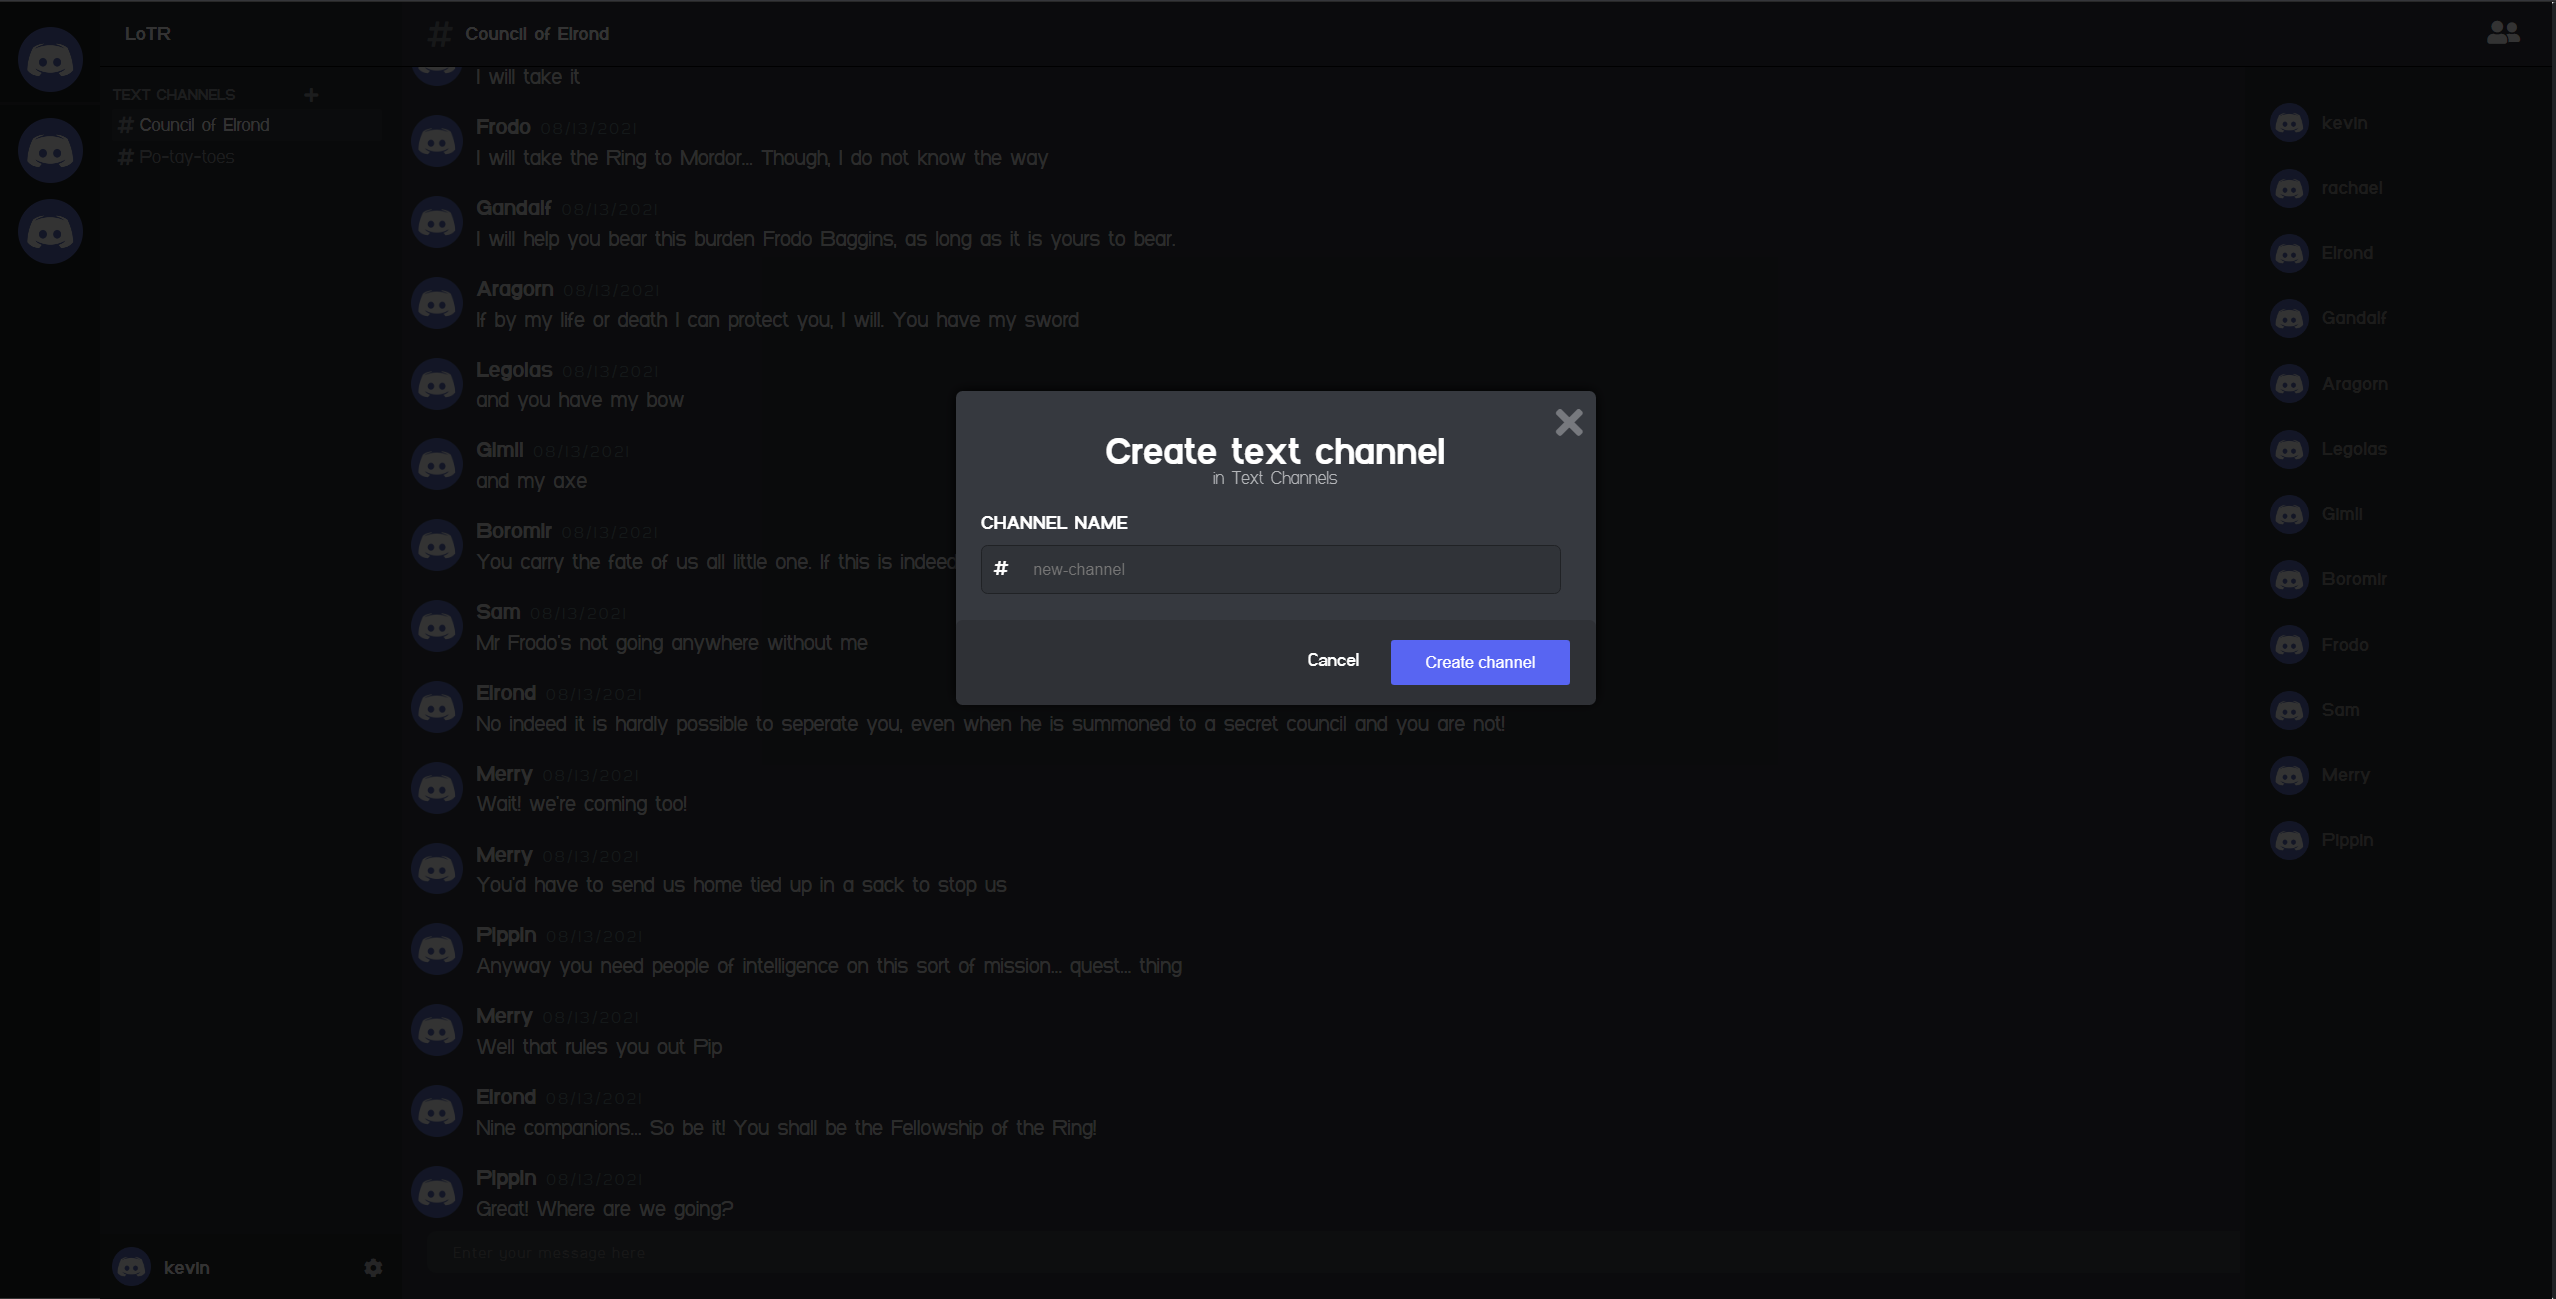 LoTR
TEXT CHANNELS +
# Council of Elrond
# Po-tay-toes
kevin
# Council of Elrond
I will take it
Frodo 08/13/2021
I will take the Ring to Mordor... Though, I do not know the way
Gandalf 08/13/2021
I will help you bear this burden Frodo Baggins, as long as it is yours to bear.
Aragorn 08/13/2021
If by my life or death I can protect you, I will. You have my sword
Legolas 08/13/2021
and you have my bow
Gimli 08/13/2021
and my axe
Boromir 08/13/2021
You carry the fate of us all little one. If this is indeed
Sam 08/13/2021
Mr Frodo's not going anywhere without me
Elrond 08/13/2021
No indeed it is hardly possible to seperate you, even when he is summoned to a secret council and you are not!
Merry 08/13/2021
Wait! we're coming too!
Merry 08/13/2021
You'd have to send us home tied up in a sack to stop us
Pippin 08/13/2021
Anyway you need people of intelligence on this sort of mission... quest... thing
Merry 08/13/2021
Well that rules you out Pip
Elrond 08/13/2021
Nine companions... So be it! You shall be the Fellowship of the Ring!
Pippin 08/13/2021
Great! Where are we going?
Enter your message here
Create text channel
in Text Channels
CHANNEL NAME
# new-channel
Cancel
Create channel
kevin
rachael
Elrond
Gandalf
Aragorn
Legolas
Gimli
Boromir
Frodo
Sam
Merry
Pippin